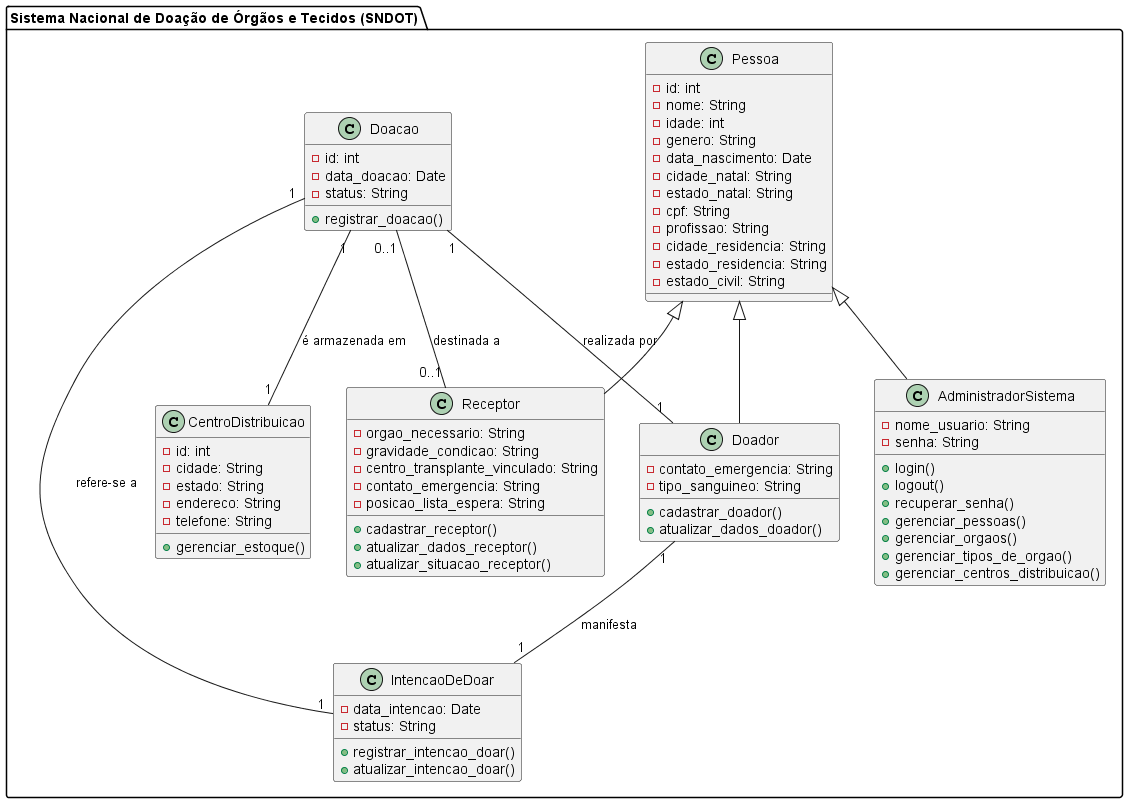 Sistema Nacional de Doação de Órgãos e Tecidos (SNDOT)
C Pessoa
id: int
nome: String
idade: int
genero: String
data_nascimento: Date
cidade_natal: String
estado_natal: String
cpf: String
profissao: String
cidade_residencia: String
estado_residencia: String
estado_civil: String
C Doacao
id: int
data_doacao: Date
status: String
registrar_doacao()
1
1
0..1
1
é armazenada em
destinada a
realizada por
1
0..1
1
C CentroDistribuicao
id: int
cidade: String
estado: String
endereco: String
telefone: String
gerenciar_estoque()
C Receptor
orgao_necessario: String
gravidade_condicao: String
centro_transplante_vinculado: String
contato_emergencia: String
posicao_lista_espera: String
cadastrar_receptor()
atualizar_dados_receptor()
atualizar_situacao_receptor()
C Doador
contato_emergencia: String
tipo_sanguineo: String
cadastrar_doador()
atualizar_dados_doador()
C AdministradorSistema
nome_usuario: String
senha: String
login()
logout()
recuperar_senha()
gerenciar_pessoas()
gerenciar_orgaos()
gerenciar_tipos_de_orgao()
gerenciar_centros_distribuicao()
refere-se a
1
manifesta
1
1
C IntencaoDeDoar
data_intencao: Date
status: String
registrar_intencao_doar()
atualizar_intencao_doar()